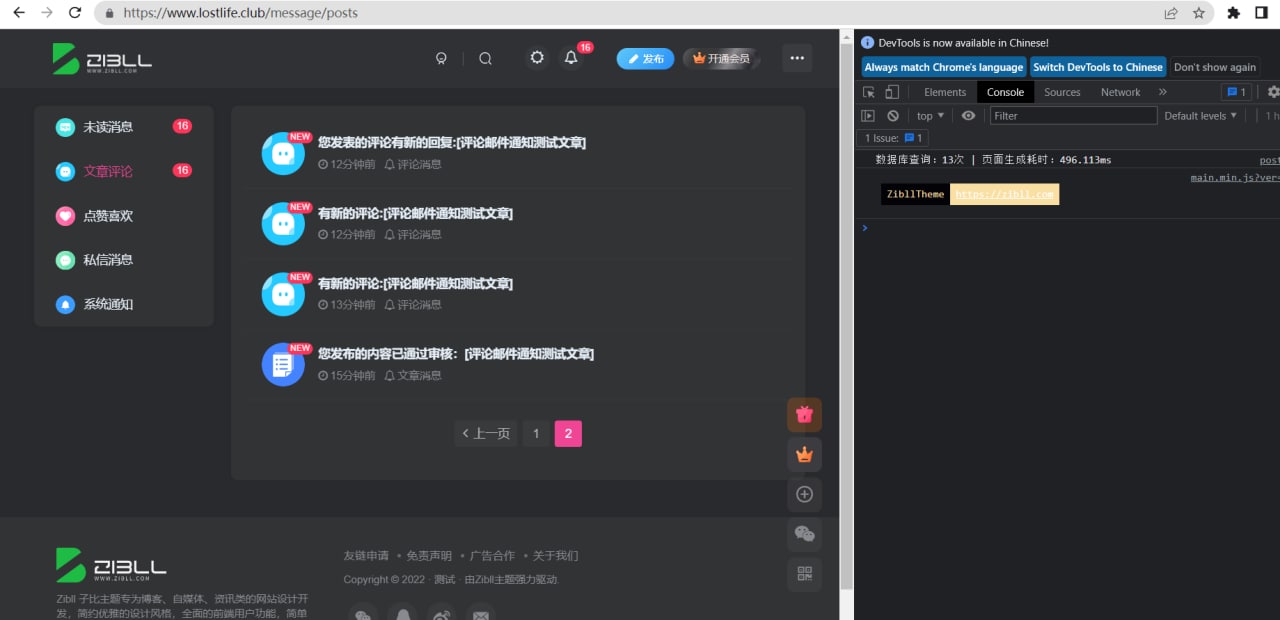 https://www.lostlife.club/message/posts
ZIBLL
WWW.ZIBLL.COM
16
发布
开通会员
未读消息 16
文章评论 16
点赞喜欢
私信消息
系统通知
NEW
您发表的评论有新的回复:[评论邮件通知测试文章]
12分钟前 评论消息
NEW
有新的评论:[评论邮件通知测试文章]
12分钟前 评论消息
NEW
有新的评论:[评论邮件通知测试文章]
13分钟前 评论消息
NEW
您发布的内容已通过审核：[评论邮件通知测试文章]
15分钟前 文章消息
上一页 1 2
ZIBLL
WWW.ZIBLL.COM
Zibll 子比主题专为博客、自媒体、资讯类的网站设计开
发，简约优雅的设计风格，全面的前端用户功能，简单
友链申请 • 免责声明 • 广告合作 • 关于我们
Copyright © 2022 · 测试 · 由Zibll主题强力驱动.
DevTools is now available in Chinese!
Always match Chrome's language Switch DevTools to Chinese Don't show again
Elements Console Sources Network » 1
top Filter Default levels 1 h
1 Issue: 1
数据库查询: 13次 | 页面生成耗时: 496.113ms post
main.min.js?ver=
ZibllTheme https://zibll.com